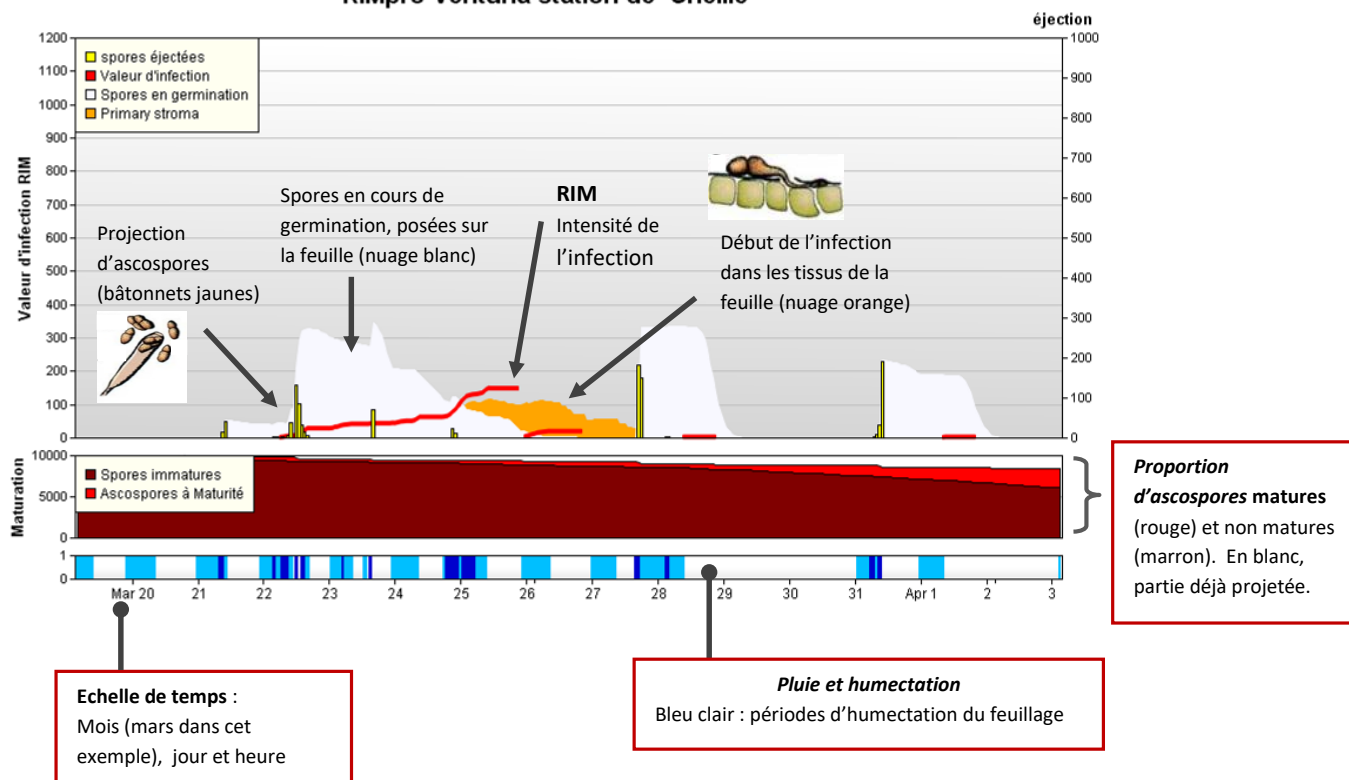 éjection
1200
1100
1000
900
800
700
600
500
400
300
200
100
0
Valeur d'infection RIM
1000
900
800
700
600
500
400
300
200
100
0
spores éjectées
Valeur d'infection
Spores en germination
Primary stroma
Projection
d'ascospores
(bâtonnets jaunes)
Spores en cours de
germination, posées sur
la feuille (nuage blanc)
RIM
Intensité de
l'infection
Début de l'infection
dans les tissus de la
feuille (nuage orange)
Maturation
10000
5000
0
Spores immatures
Ascospores à Maturité
1
0
Mar 20 21 22 23 24 25 26 27 28 29 30 31 Apr 1 2 3
Proportion
d'ascospores matures
(rouge) et non matures
(marron). En blanc,
partie déjà projetée.
Echelle de temps :
Mois (mars dans cet
exemple), jour et heure
Pluie et humectation
Bleu clair : périodes d'humectation du feuillage